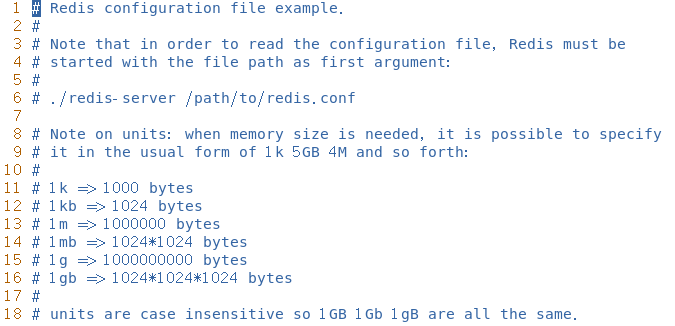 1 # Redis configuration file example.
2 #
3 # Note that in order to read the configuration file, Redis must be
4 # started with the file path as first argument:
5 #
6 # ./redis-server /path/to/redis.conf
7
8 # Note on units: when memory size is needed, it is possible to specify
9 # it in the usual form of 1k 5GB 4M and so forth:
10 #
11 # 1k => 1000 bytes
12 # 1kb => 1024 bytes
13 # 1m => 1000000 bytes
14 # 1mb => 1024*1024 bytes
15 # 1g => 1000000000 bytes
16 # 1gb => 1024*1024*1024 bytes
17 #
18 # units are case insensitive so 1GB 1Gb 1gB are all the same.